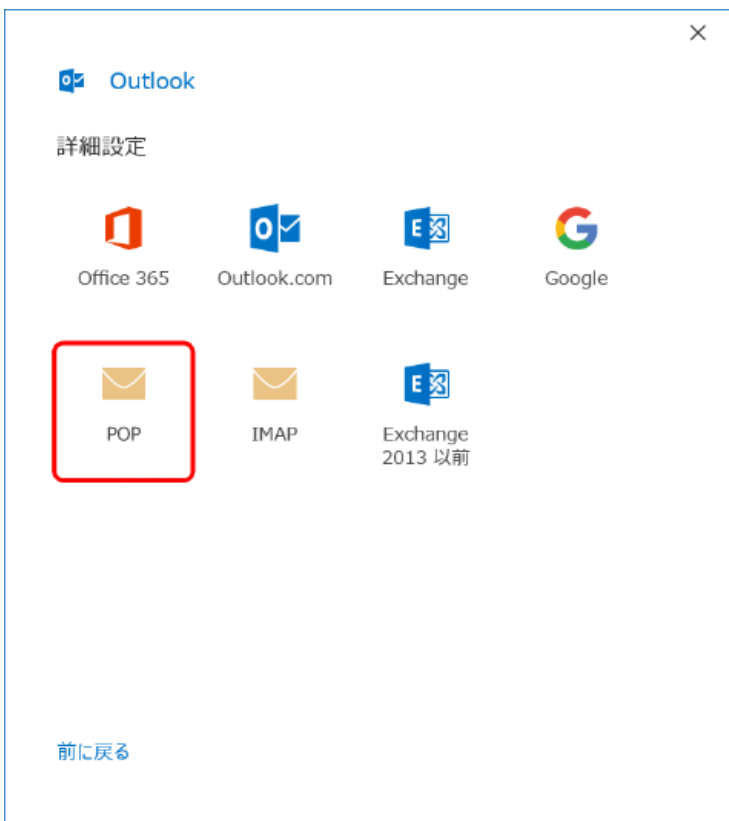 Outlook
詳細設定
Office 365
Outlook.com
Exchange
Google
POP
IMAP
Exchange
2013 以前
前に戻る